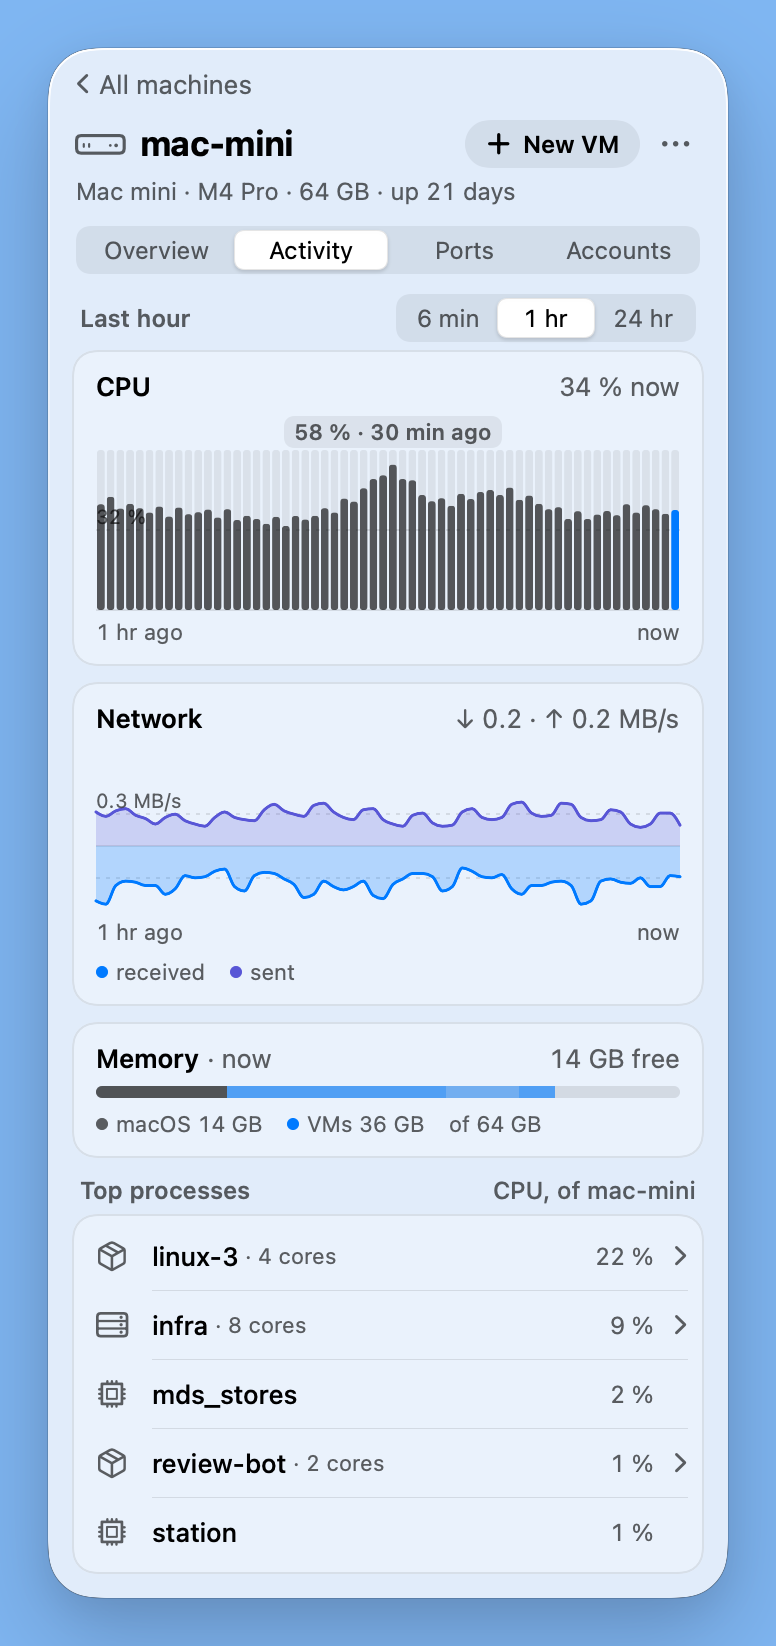 All machines
mac-mini
New VM
Mac mini · M4 Pro · 64 GB · up 21 days
Overview Activity Ports Accounts
Last hour 6 min 1 hr 24 hr
CPU 34 % now
58 % · 30 min ago
32 %
1 hr ago now
Network ↓ 0.2 · ↑ 0.2 MB/s
0.3 MB/s
1 hr ago now
received sent
Memory · now 14 GB free
macOS 14 GB VMs 36 GB of 64 GB
Top processes CPU, of mac-mini
linux-3 · 4 cores 22 %
infra · 8 cores 9 %
mds_stores 2 %
review-bot · 2 cores 1 %
station 1 %